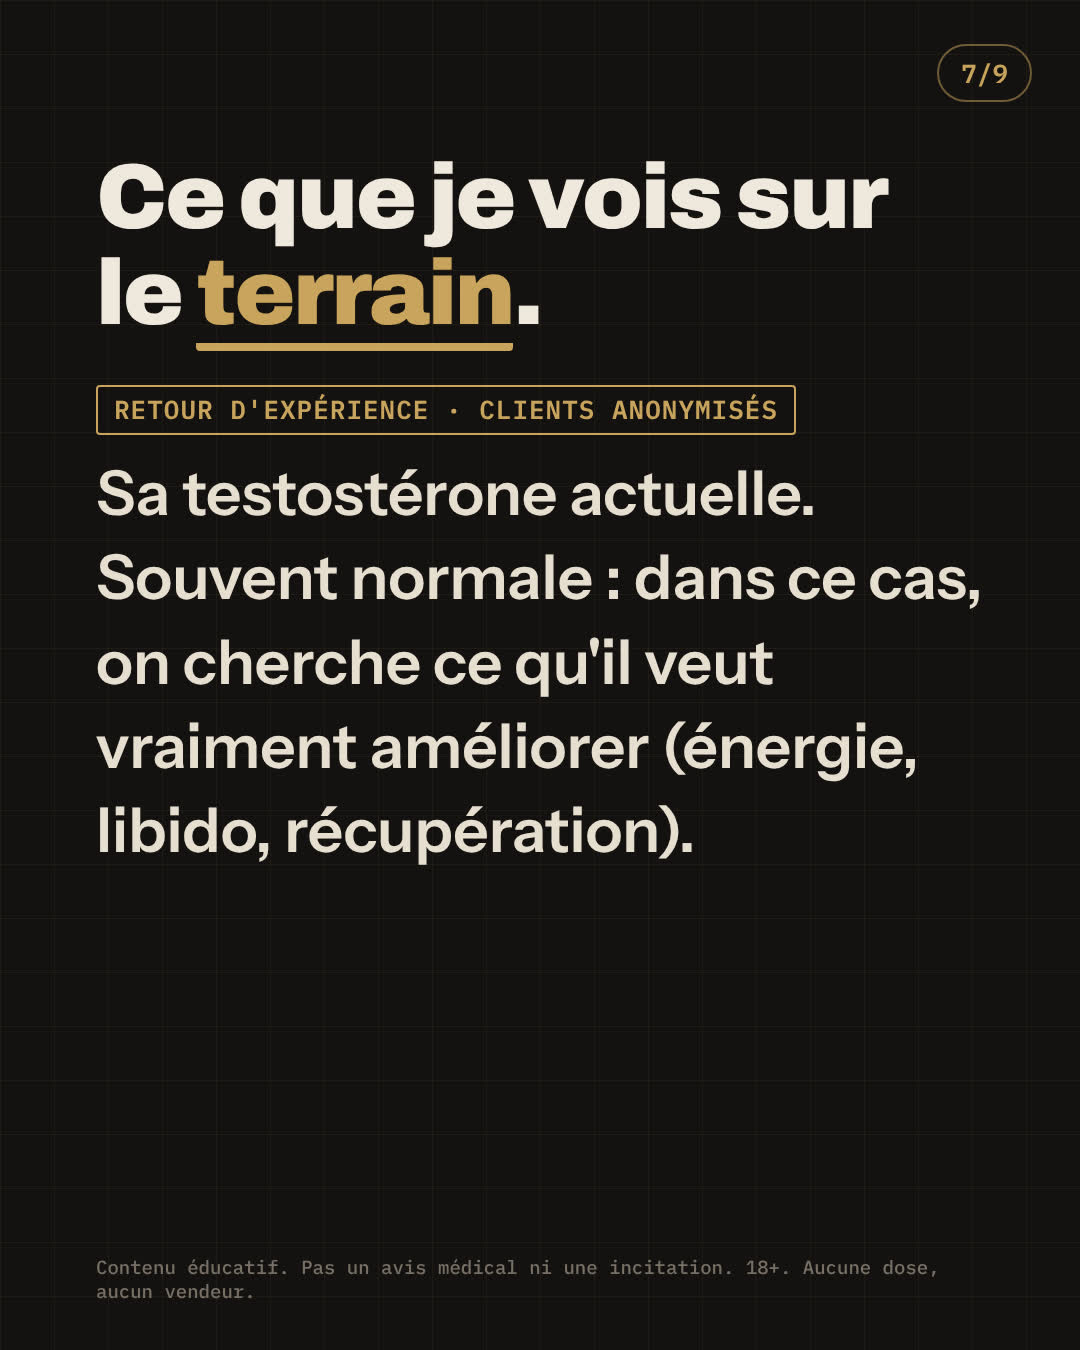 7/9
Ce que je vois sur
le terrain.
RETOUR D'EXPÉRIENCE · CLIENTS ANONYMISÉS
Sa testostérone actuelle.
Souvent normale : dans ce cas,
on cherche ce qu'il veut
vraiment améliorer (énergie,
libido, récupération).
Contenu éducatif. Pas un avis médical ni une incitation. 18+. Aucune dose,
aucun vendeur.